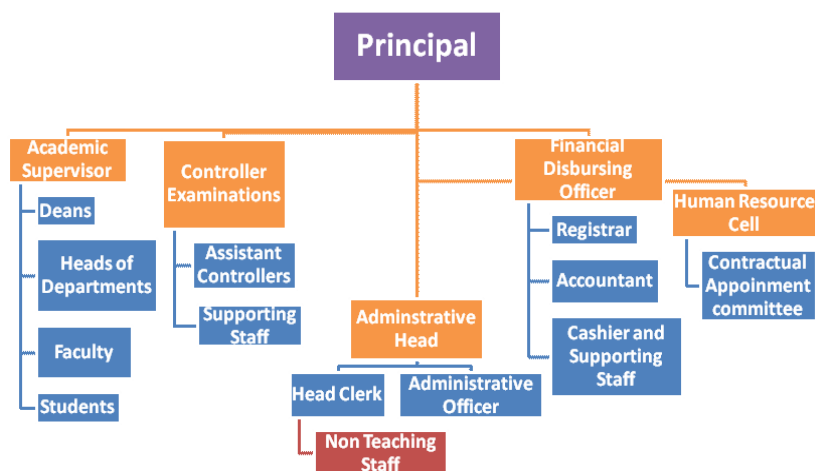 Principal
Academic
Supervisor
Deans
Heads of
Departments
Faculty
Students
Controller
Examinations
Assistant
Controllers
Supporting
Staff
Adminstrative
Head
Head Clerk
Administrative
Officer
Non Teaching
Staff
Financial
Disbursing
Officer
Registrar
Accountant
Cashier and
Supporting
Staff
Human Resource
Cell
Contractual
Appoinment
committee